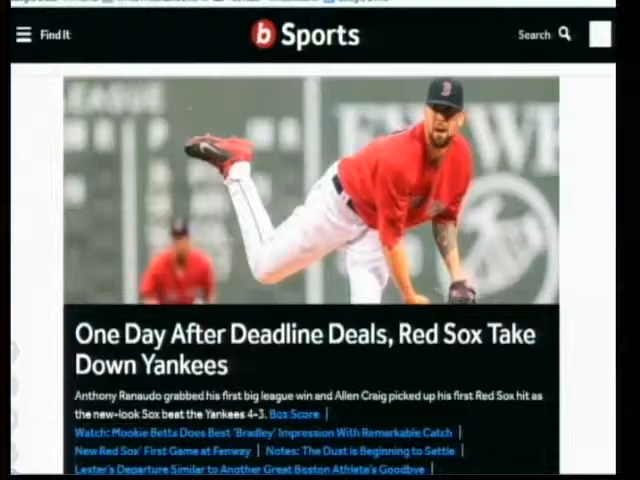 Find It
b Sports
Search
LEAGUE
One Day After Deadline Deals, Red Sox Take
Down Yankees
Anthony Ranaudo grabbed his first big league win and Allen Craig picked up his first Red Sox hit as
the new-look Sox beat the Yankees 4-3. Box Score |
Watch: Mookie Betts Does Best 'Bradley' Impression With Remarkable Catch |
New Red Sox' First Game at Fenway | Notes: The Dust is Beginning to Settle
Lester's Departure Similar to Another Great Boston Athlete's Goodbye |